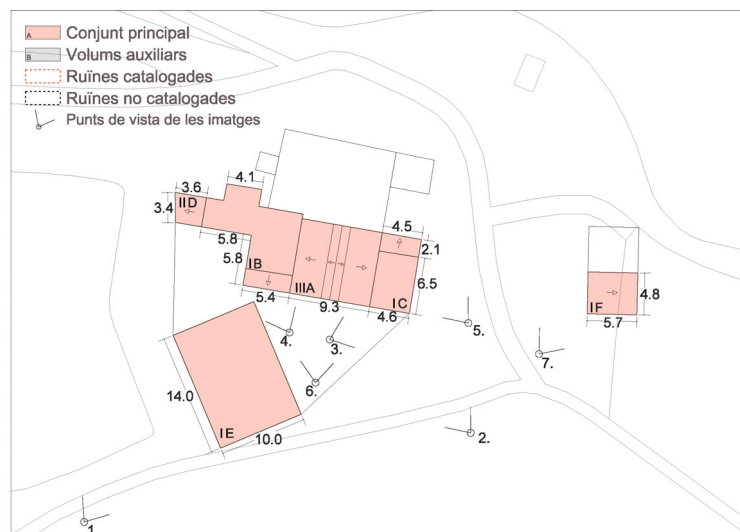 A Conjunt principal
B Volums auxiliars
Ruïnes catalogades
Ruïnes no catalogades
Punts de vista de les imatges
4.1
3.6
IID
3.4
4.5
5.8
2.1
5.8
IB
6.5
4.8
IIIA
5.4
9.3
IC
4.6
IF
5.7
4.
3.
5.
7.
6.
14.0
IE
10.0
2.
1.